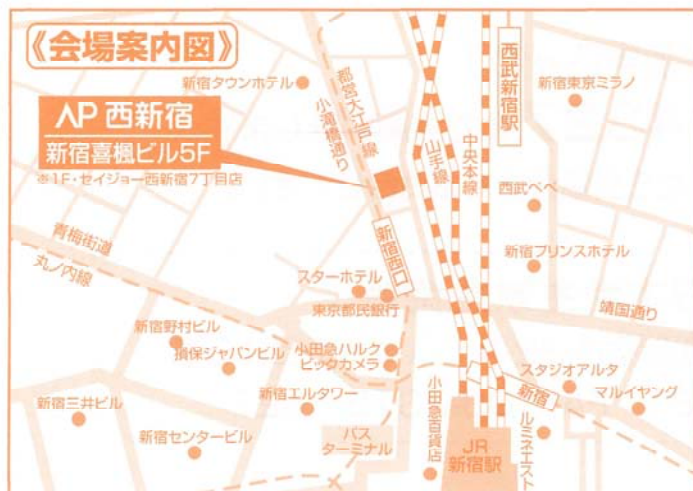 《会場案内図》
新宿タウンホテル
AP 西新宿
新宿喜楓ビル5F
※1F・セイジョー西新宿7丁目店
都営大江戸線
小滝橋通り
山手線
中央本線
西武新宿駅
新宿東京ミラノ
西武ペペ
新宿プリンスホテル
靖国通り
青梅街道
丸ノ内線
新宿西口
スターホテル
東京都民銀行
新宿野村ビル
損保ジャパンビル
小田急ハルク
ビックカメラ
新宿三井ビル
新宿エルタワー
新宿センタービル
バス
ターミナル
小田急百貨店
JR
新宿駅
新宿
ルミネエスト
スタジオアルタ
マルイヤング